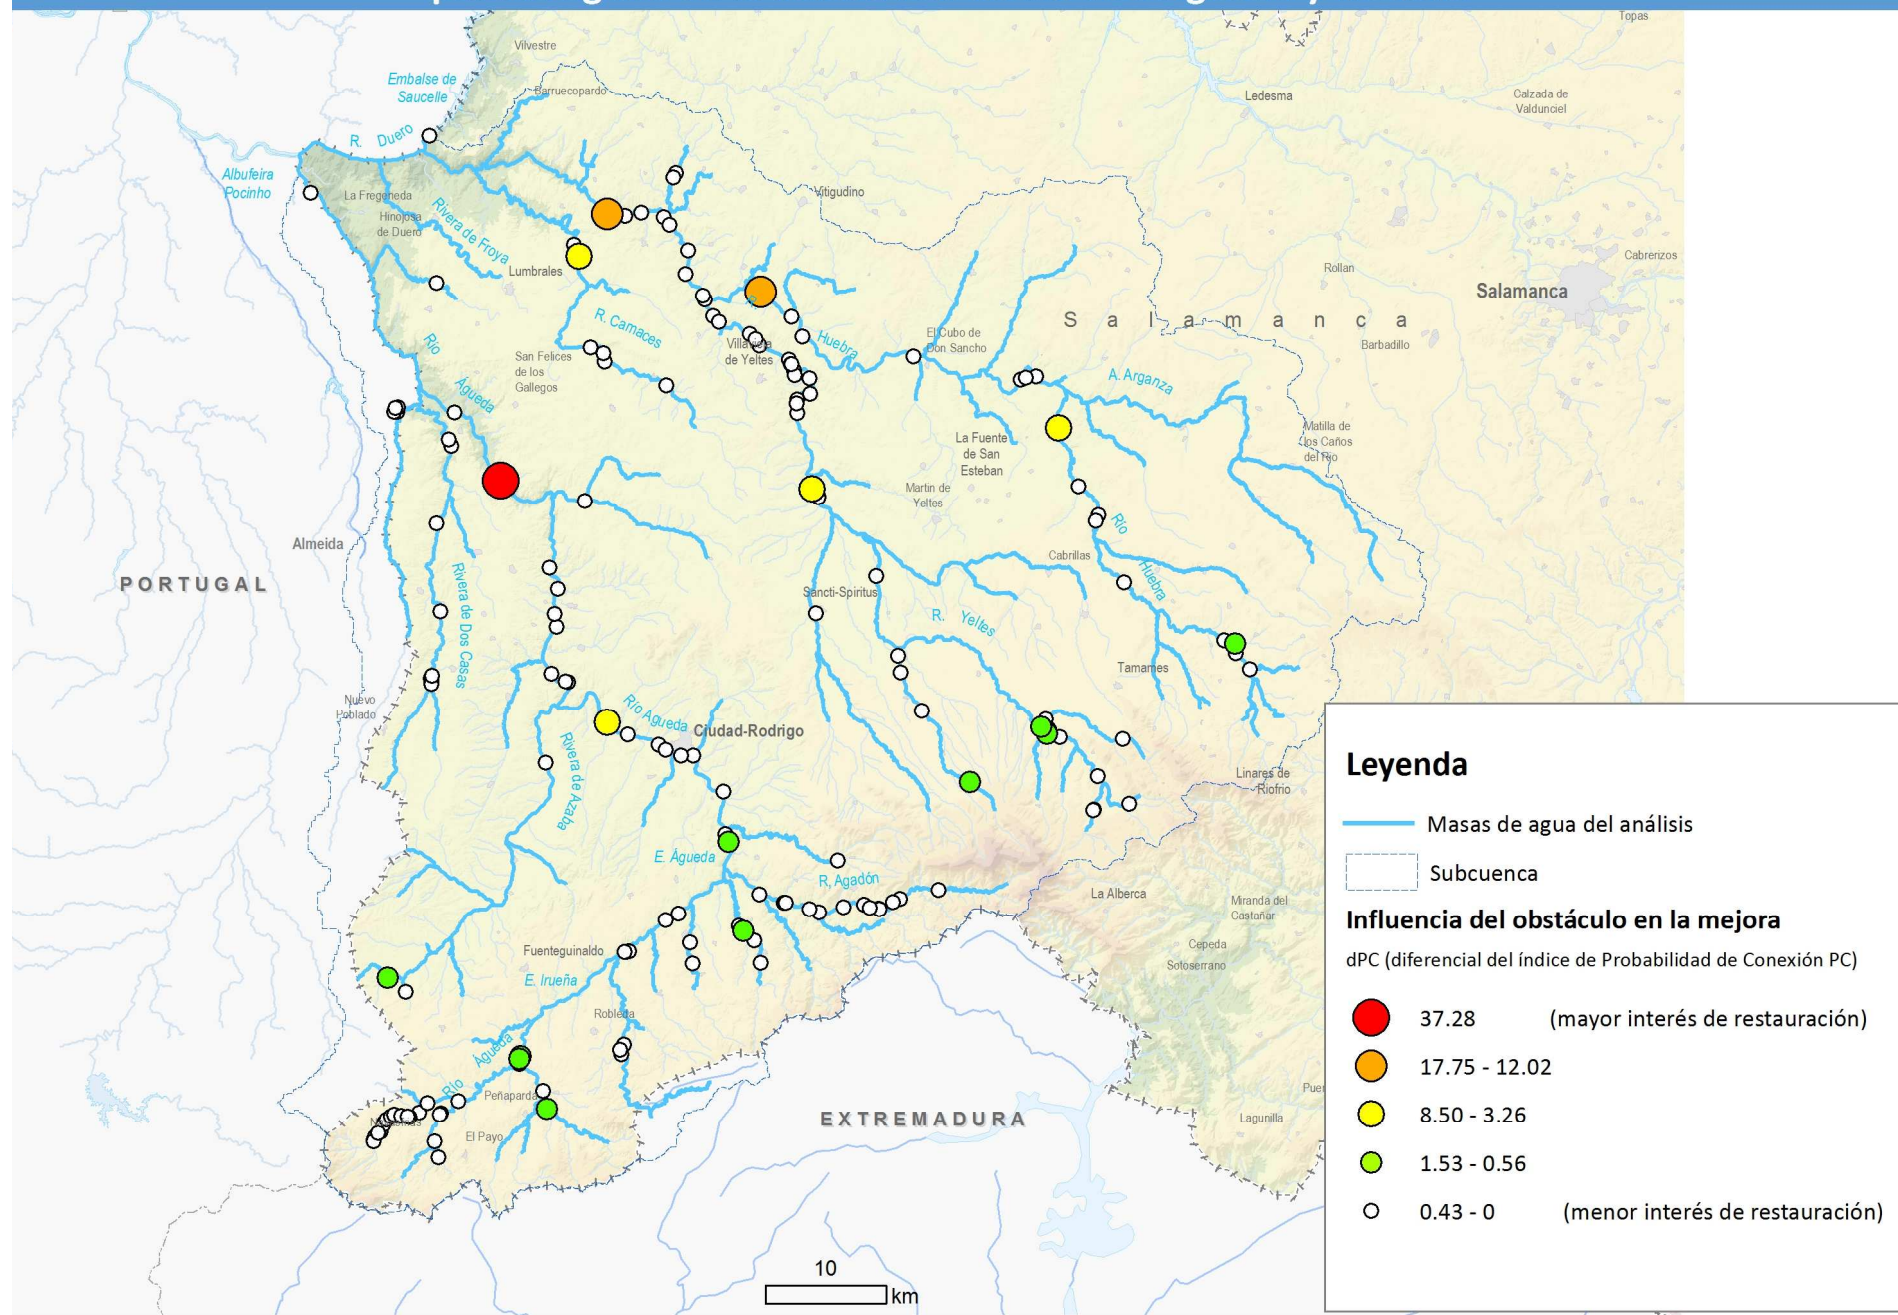 Topas
Vilvestre
Embalse de
Saucelle
Barruecopardo
Ledesma
Calzada de
Valdunciel
R. Duero
Albufeira
Pocinho
La Fregeneda
Hinojosa
de Duero
Rivera de Froya
Vitigudino
Lumbrales
Cabrerizos
Rollan
Salamanca
Salamanca
Barbadillo
R. Camaces
Villavieja
de Yeltes
Huebra
El Cubo de
Don Sancho
San Felices
de los
Gallegos
Río
Águeda
A. Arganza
La Fuente
de San
Esteban
Matilla de
los Caños
del Rio
Martin de
Yeltes
Río
Huebra
Almeida
PORTUGAL
Cabrillas
Sancti-Spiritus
R. Yeltes
Rivera de Dos Casas
Tamames
Nuevo
Poblado
Río Agueda
Ciudad-Rodrigo
Rivera de Azaba
Linares de
Riofrio
E. Águeda
R, Agadón
La Alberca
Miranda del
Castañar
Cepeda
Sotoserrano
Fuenteguinaldo
E. Irueña
Robleda
Río Águeda
Peñaparda
El Payo
EXTREMADURA
Lagunilla
10
km
Leyenda
Masas de agua del análisis
Subcuenca
Influencia del obstáculo en la mejora
dPC (diferencial del índice de Probabilidad de Conexión PC)
37.28 (mayor interés de restauración)
17.75 - 12.02
8.50 - 3.26
1.53 - 0.56
0.43 - 0 (menor interés de restauración)